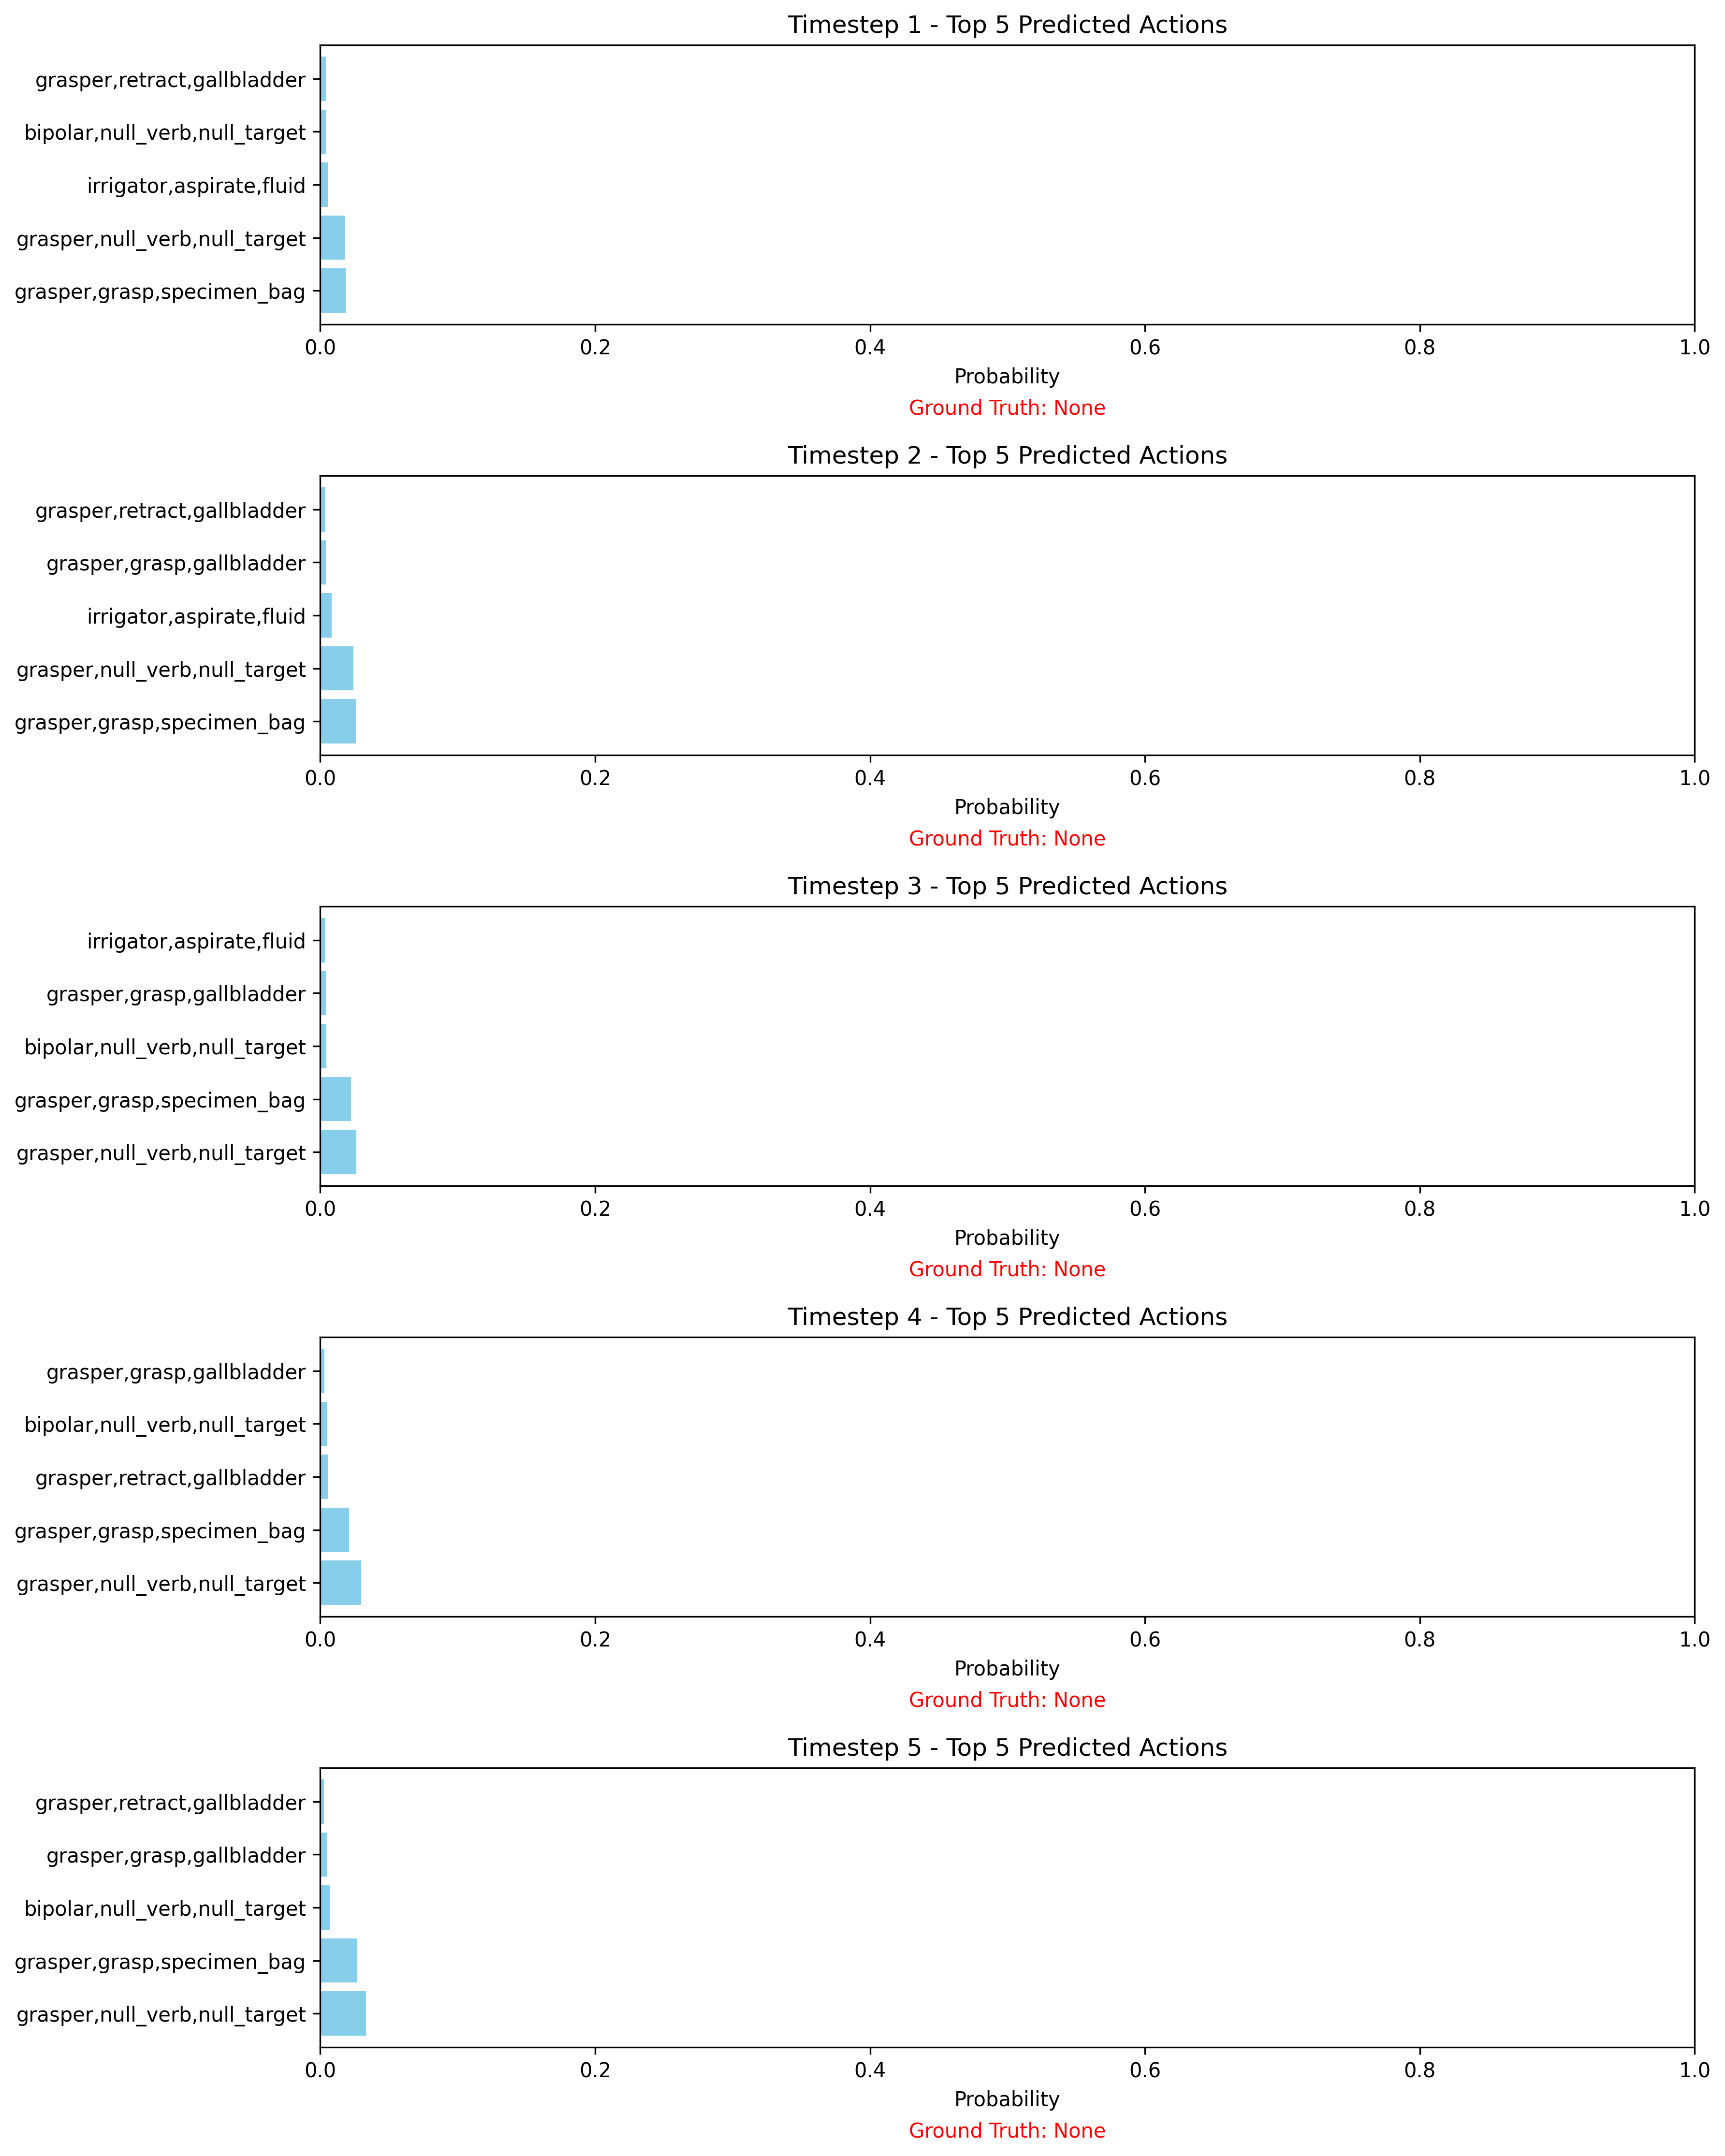 Timestep 1 - Top 5 Predicted Actions
grasper,retract,gallbladder
bipolar,null_verb,null_target
irrigator,aspirate,fluid
grasper,null_verb,null_target
grasper,grasp,specimen_bag
0.0 0.2 0.4 0.6 0.8 1.0
Probability
Ground Truth: None
Timestep 2 - Top 5 Predicted Actions
grasper,retract,gallbladder
grasper,grasp,gallbladder
irrigator,aspirate,fluid
grasper,null_verb,null_target
grasper,grasp,specimen_bag
0.0 0.2 0.4 0.6 0.8 1.0
Probability
Ground Truth: None
Timestep 3 - Top 5 Predicted Actions
irrigator,aspirate,fluid
grasper,grasp,gallbladder
bipolar,null_verb,null_target
grasper,grasp,specimen_bag
grasper,null_verb,null_target
0.0 0.2 0.4 0.6 0.8 1.0
Probability
Ground Truth: None
Timestep 4 - Top 5 Predicted Actions
grasper,grasp,gallbladder
bipolar,null_verb,null_target
grasper,retract,gallbladder
grasper,grasp,specimen_bag
grasper,null_verb,null_target
0.0 0.2 0.4 0.6 0.8 1.0
Probability
Ground Truth: None
Timestep 5 - Top 5 Predicted Actions
grasper,retract,gallbladder
grasper,grasp,gallbladder
bipolar,null_verb,null_target
grasper,grasp,specimen_bag
grasper,null_verb,null_target
0.0 0.2 0.4 0.6 0.8 1.0
Probability
Ground Truth: None